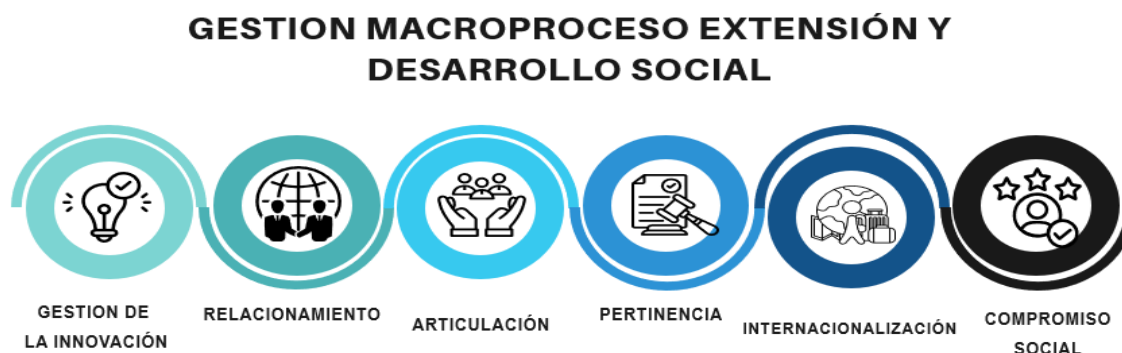 GESTION MACROPROCESO EXTENSIÓN Y
DESARROLLO SOCIAL
GESTION DE
LA INNOVACIÓN
RELACIONAMIENTO
ARTICULACIÓN
PERTINENCIA
INTERNACIONALIZACIÓN
COMPROMISO
SOCIAL